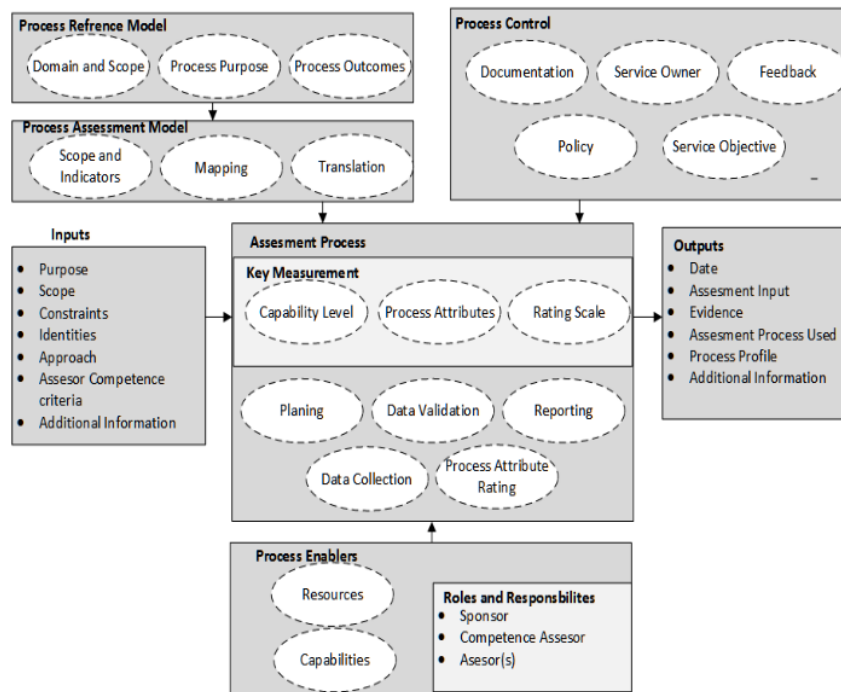 Process Refrence Model
Domain and Scope
Process Purpose
Process Outcomes
Process Control
Documentation
Service Owner
Feedback
Policy
Service Objective
–
Process Assessment Model
Scope and
Indicators
Mapping
Translation
Inputs
• Purpose
• Scope
• Constraints
• Identities
• Approach
• Assessor Competence
criteria
• Additional Information
Assesment Process
Key Measurement
Capability Level
Process Attributes
Rating Scale
Planing
Data Validation
Reporting
Data Collection
Process Attribute
Rating
Outputs
• Date
• Assesment Input
• Evidence
• Assesment Process Used
• Process Profile
• Additional Information
Process Enablers
Resources
Capabilities
Roles and Responsbilites
• Sponsor
• Competence Assesor
• Asesor(s)